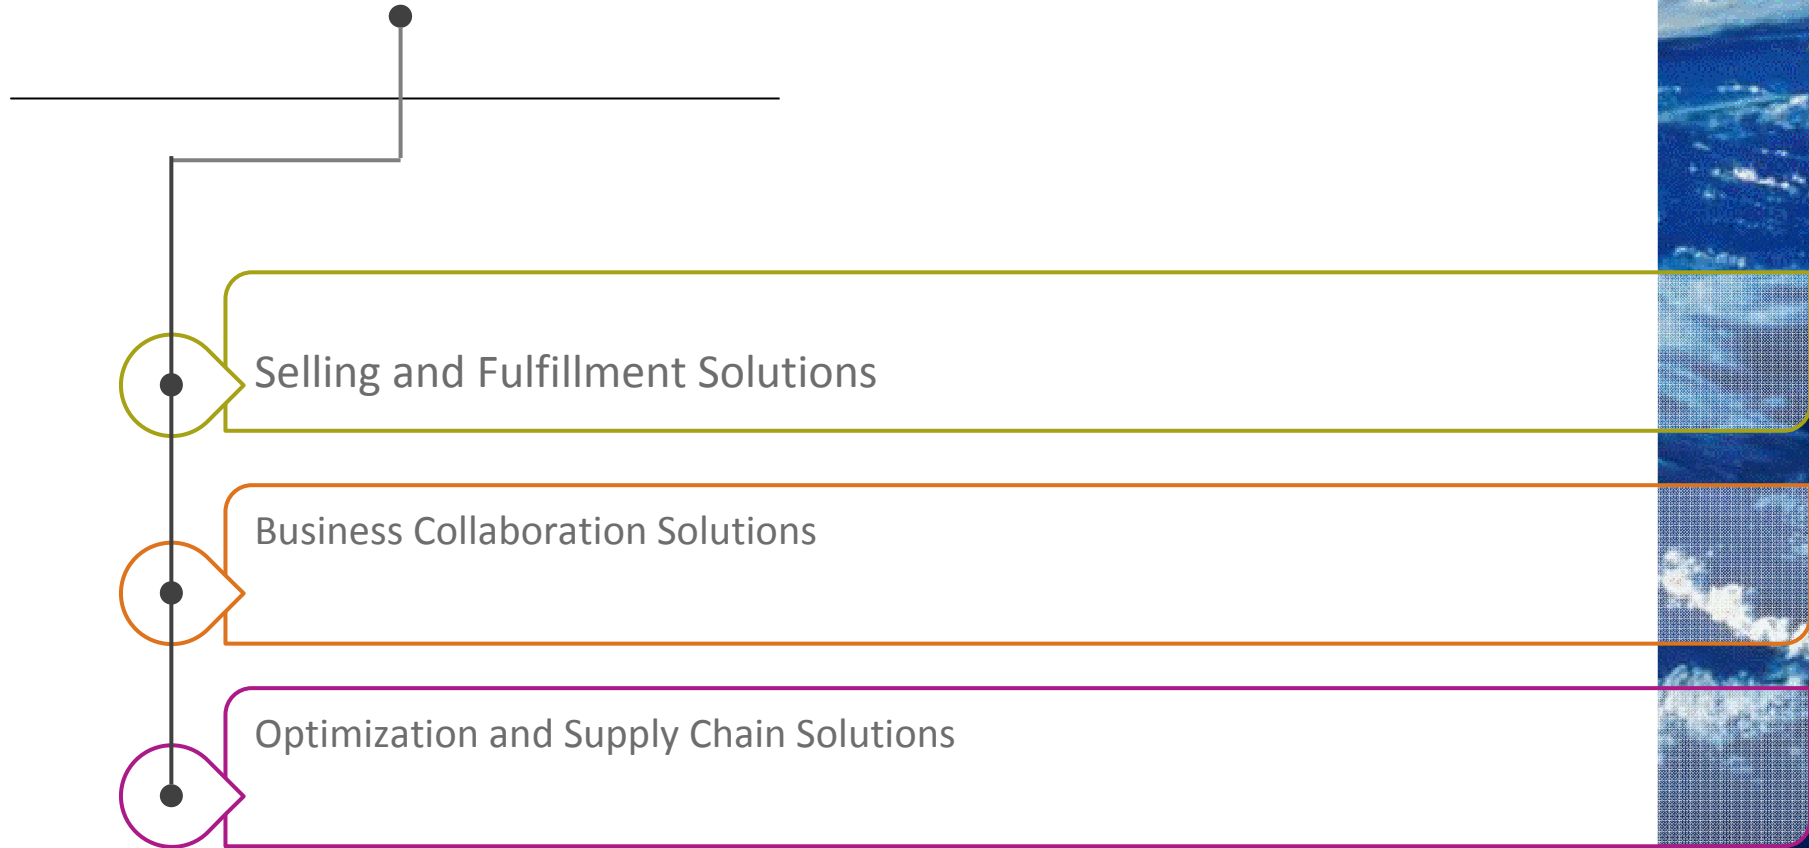 Selling and Fulfillment Solutions
Business Collaboration Solutions
Optimization and Supply Chain Solutions